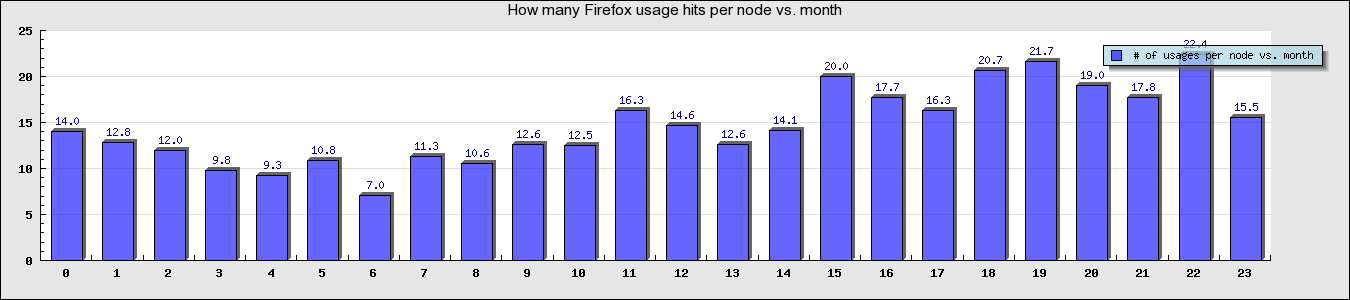 How many Firefox usage hits per node vs. month
25
20
15
10
5
0
# of usages per node vs. month
14.0 12.8 12.0 9.8 9.3 10.8 7.0 11.3 10.6 12.6 12.5 16.3 14.6 12.6 14.1 20.0 17.7 16.3 20.7 21.7 19.0 17.8 22.4 15.5
0 1 2 3 4 5 6 7 8 9 10 11 12 13 14 15 16 17 18 19 20 21 22 23